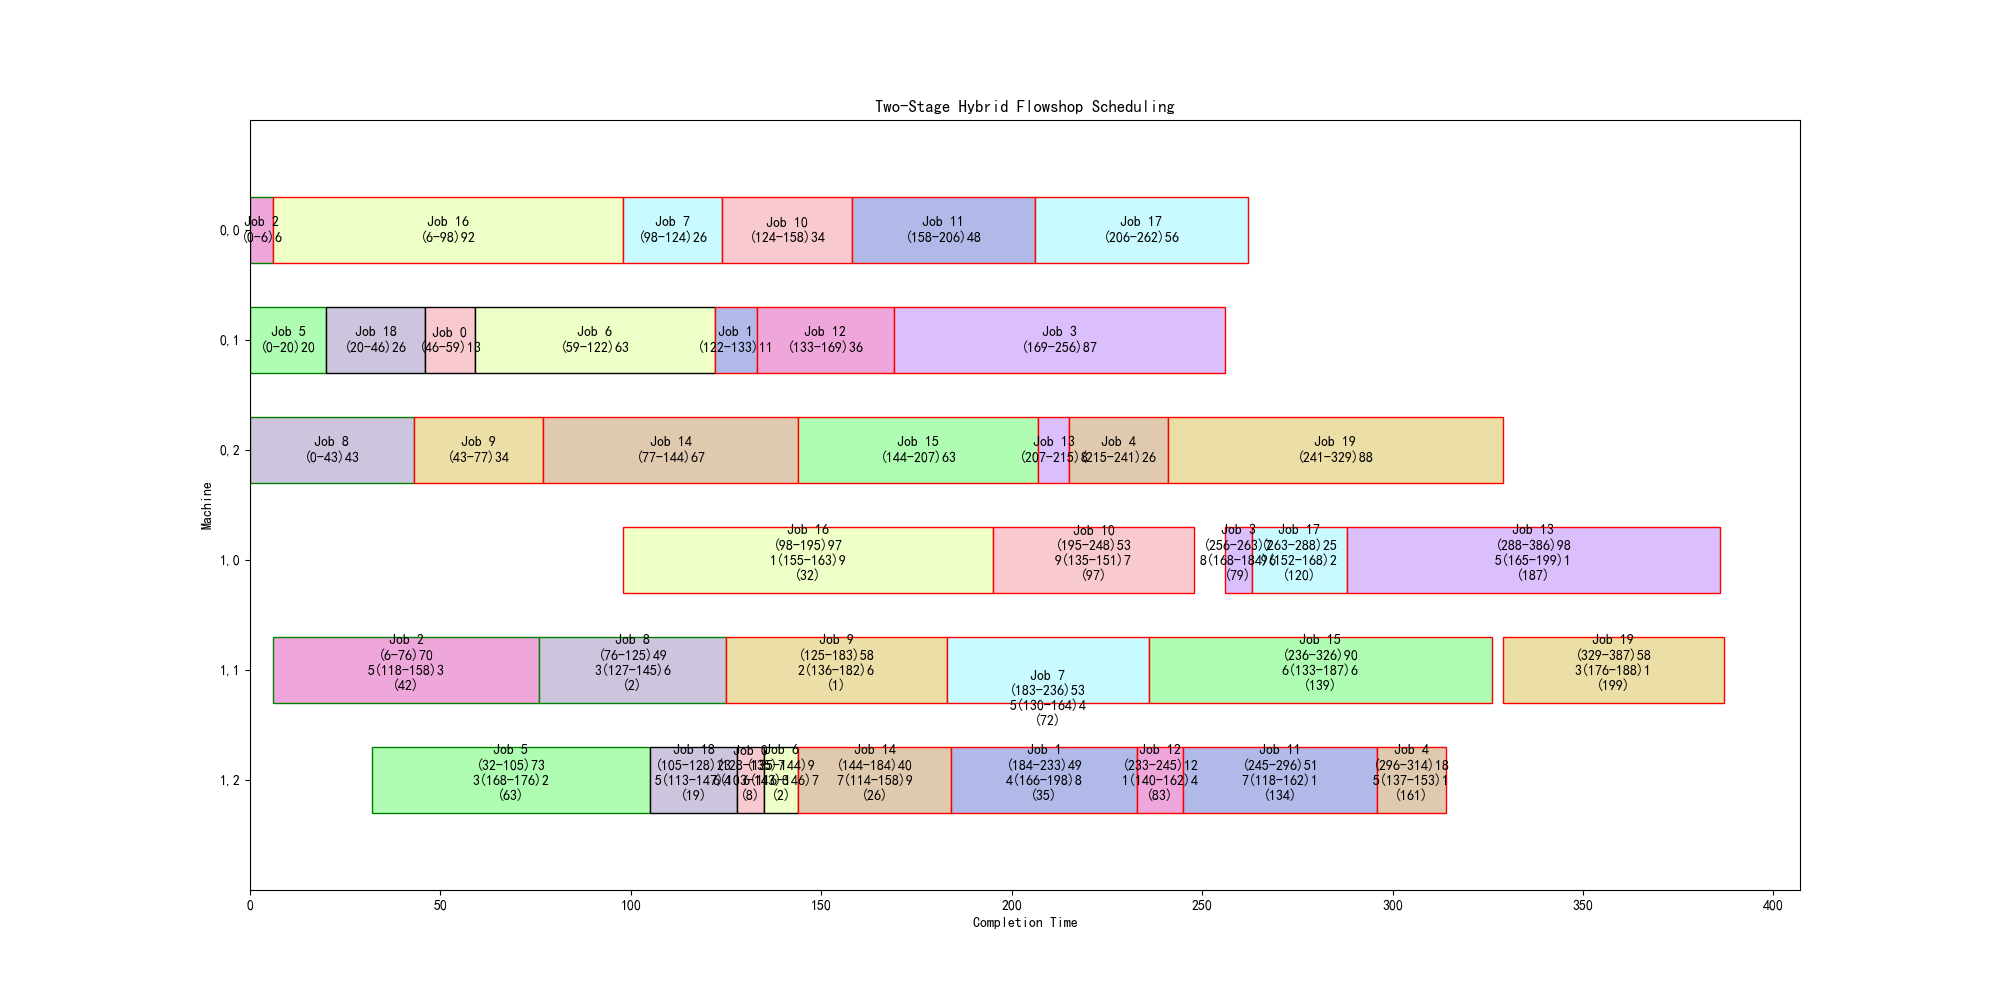 Two-Stage Hybrid Flowshop Scheduling
0,0
Job 2
(0-6)6
Job 16
(6-98)92
Job 7
(98-124)26
Job 10
(124-158)34
Job 11
(158-206)48
Job 17
(206-262)56
0,1
Job 5
(0-20)20
Job 18
(20-46)26
Job 0
(46-59)13
Job 6
(59-122)63
Job 1
(122-133)11
Job 12
(133-169)36
Job 3
(169-256)87
0,2
Job 8
(0-43)43
Job 9
(43-77)34
Job 14
(77-144)67
Job 15
(144-207)63
Job 13
(207-215)8
Job 4
(215-241)26
Job 19
(241-329)88
Machine
1,0
Job 16
(98-195)97
1(155-163)9
(32)
Job 10
(195-248)53
9(135-151)7
(97)
Job 3
(256-263)7
(79)
Job 17
(263-288)25
(120)
Job 13
(288-386)98
5(165-199)1
(187)
1,1
Job 2
(6-76)70
5(118-158)3
(42)
Job 8
(76-125)49
3(127-145)6
(2)
Job 9
(125-183)58
2(136-182)6
(1)
Job 7
(183-236)53
5(130-164)4
(72)
Job 15
(236-326)90
6(133-187)6
(139)
Job 19
(329-387)58
3(176-188)1
(199)
1,2
Job 5
(32-105)73
3(168-176)2
(63)
Job 18
(105-128)23
(19)
Job 0
(128-135)7
(8)
Job 6
(135-144)9
(2)
Job 14
(144-184)40
7(114-158)9
(26)
Job 1
(184-233)49
4(166-198)8
(35)
Job 12
(233-245)12
1(140-162)4
(83)
Job 11
(245-296)51
7(118-162)1
(134)
Job 4
(296-314)18
5(137-153)1
(161)
0
50
100
150
200
250
300
350
400
Completion Time